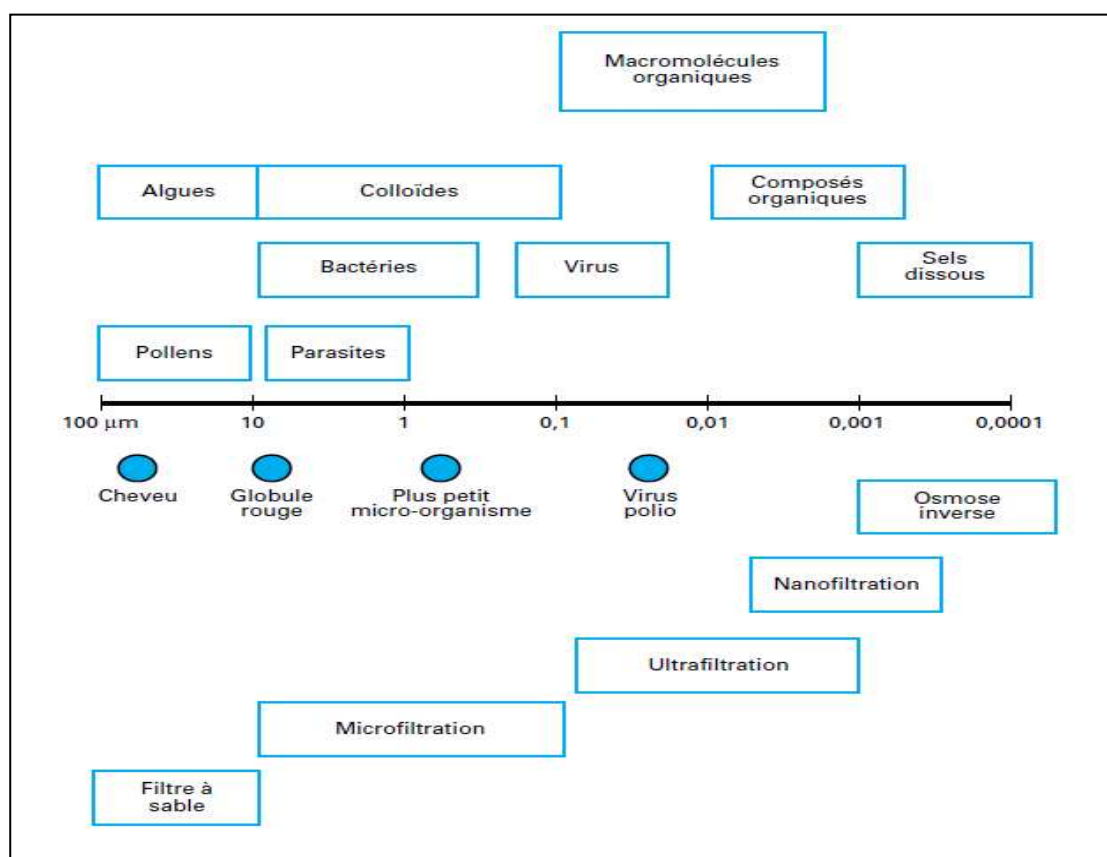 Macromolécules
organiques
Algues
Colloïdes
Composés
organiques
Bactéries
Virus
Sels
dissous
Pollens
Parasites
100 µm
10
1
0,1
0,01
0,001
0,0001
Cheveu
Globule
rouge
Plus petit
micro-organisme
Virus
polio
Osmose
inverse
Nanofiltration
Ultrafiltration
Microfiltration
Filtre à
sable